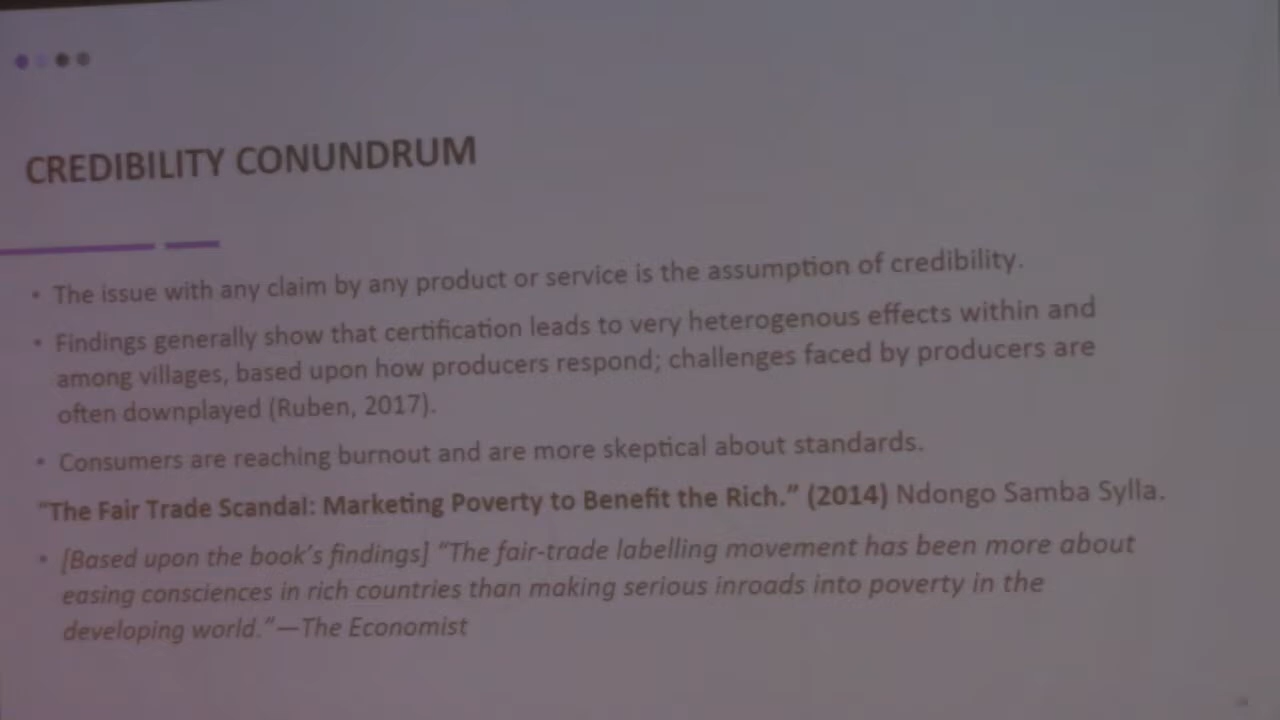 CREDIBILITY CONUNDRUM
• The issue with any claim by any product or service is the assumption of credibility.
• Findings generally show that certification leads to very heterogenous effects within and
among villages, based upon how producers respond; challenges faced by producers are
often downplayed (Ruben, 2017).
• Consumers are reaching burnout and are more skeptical about standards.
“The Fair Trade Scandal: Marketing Poverty to Benefit the Rich.” (2014) Ndongo Samba Sylla.
• [Based upon the book’s findings] “The fair-trade labelling movement has been more about
easing consciences in rich countries than making serious inroads into poverty in the
developing world.”—The Economist